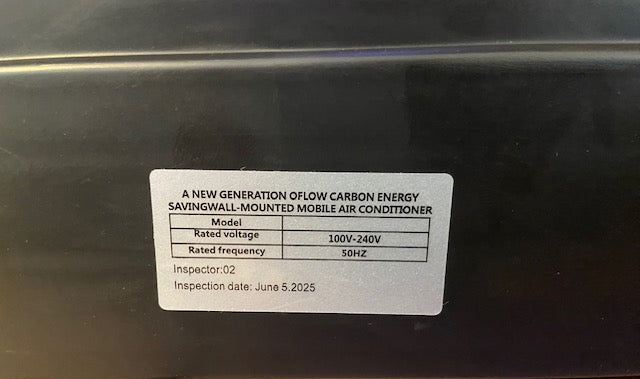 A NEW GENERATION OFLOW CARBON ENERGY
SAVINGWALL-MOUNTED MOBILE AIR CONDITIONER
Model
Rated voltage 100V-240V
Rated frequency 50HZ
Inspector:02
Inspection date: June 5.2025